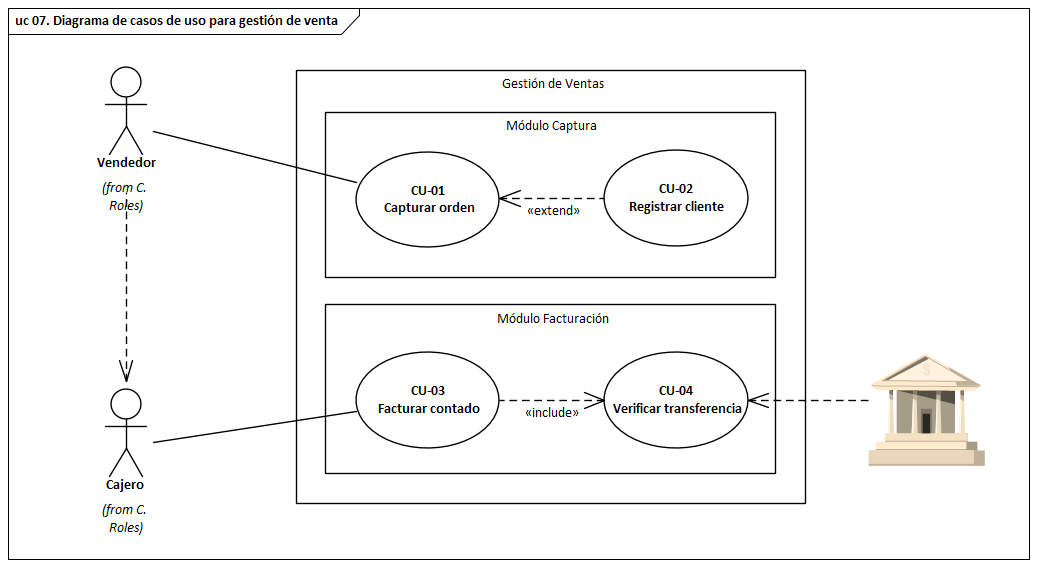 uc 07. Diagrama de casos de uso para gestión de venta
Gestión de Ventas
Módulo Captura
Vendedor
(from C.
Roles)
CU-01
Capturar orden
«extend»
CU-02
Registrar cliente
Módulo Facturación
CU-03
Facturar contado
«include»
CU-04
Verificar transferencia
$
Cajero
(from C.
Roles)